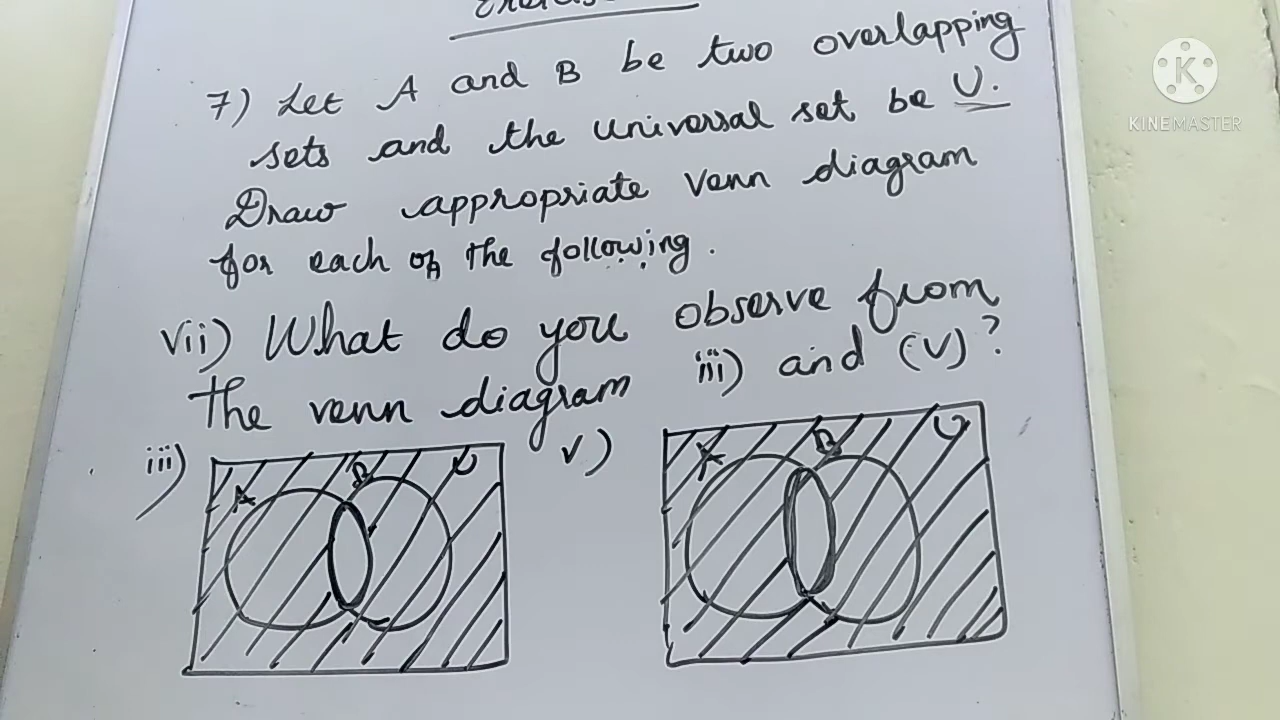 Exercise
7) Let A and B be two overlapping
sets and the universal set be U.
Draw appropriate venn diagram
for each of the following.
vii) What do you observe from
the venn diagram iii) and (v)?
iii)
A B U
v)
A B U
K
KINEMASTER